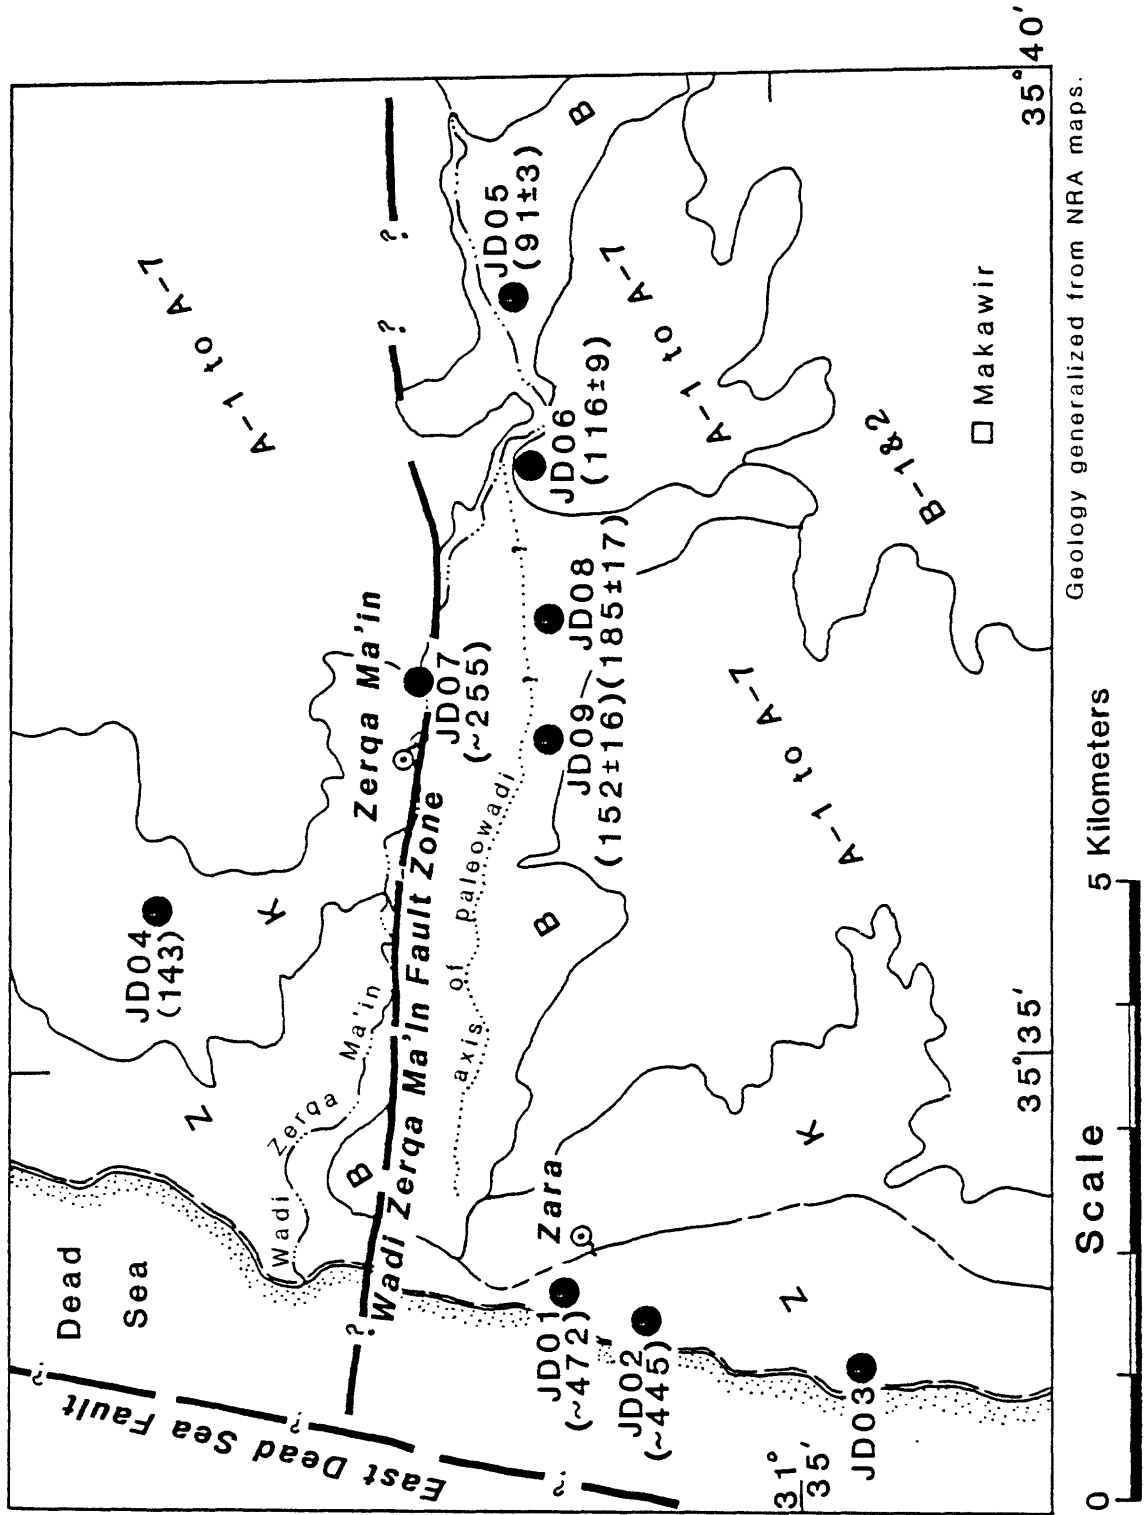 Dead
Sea
East Dead Sea Fault
?
?
?
?
Z
JD04
(143)
K
A-1 to A-7
Wadi Zerqa Ma'in
B
Zerqa Ma'in
JD07
(~255)
Wadi Zerqa Ma'in Fault Zone
?
?
axis of paleowadi
?
?
B
JD09
(152±16)
JD08
(185±17)
JD06
(116±9)
JD05
(91±3)
B
A-1 to A-7
Zara
JD01
(~472)
JD02
(~445)
JD03
Z
K
A-1 to A-7
B-1&2
Makawir
31°
35'
35°35'
35°40'
Geology generalized from NRA maps.
Scale
0
5 Kilometers